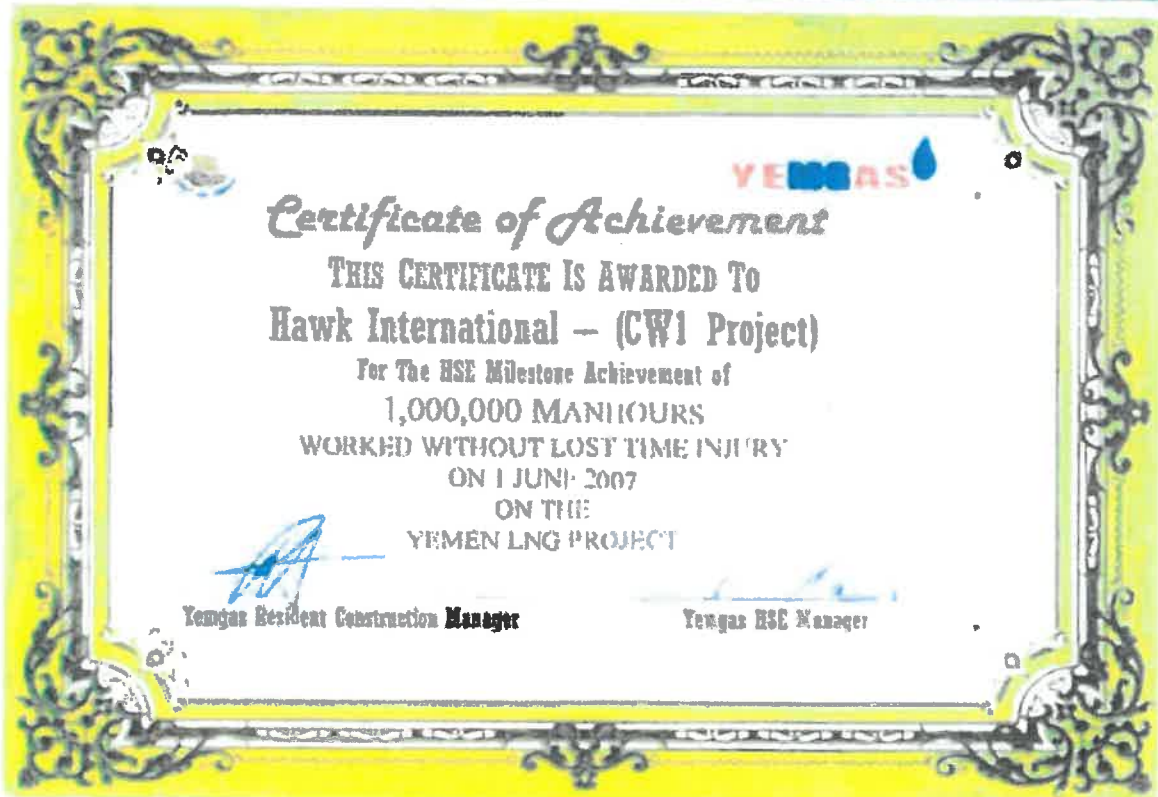 YEMGAS
Certificate of Achievement
THIS CERTIFICATE IS AWARDED TO
Hawk International – (CW1 Project)
For The HSE Milestone Achievement of
1,000,000 MANHOURS
WORKED WITHOUT LOST TIME INJURY
ON 1 JUNE 2007
ON THE
YEMEN LNG PROJECT
Yemgas Resident Construction Manager
Yemgas HSE Manager